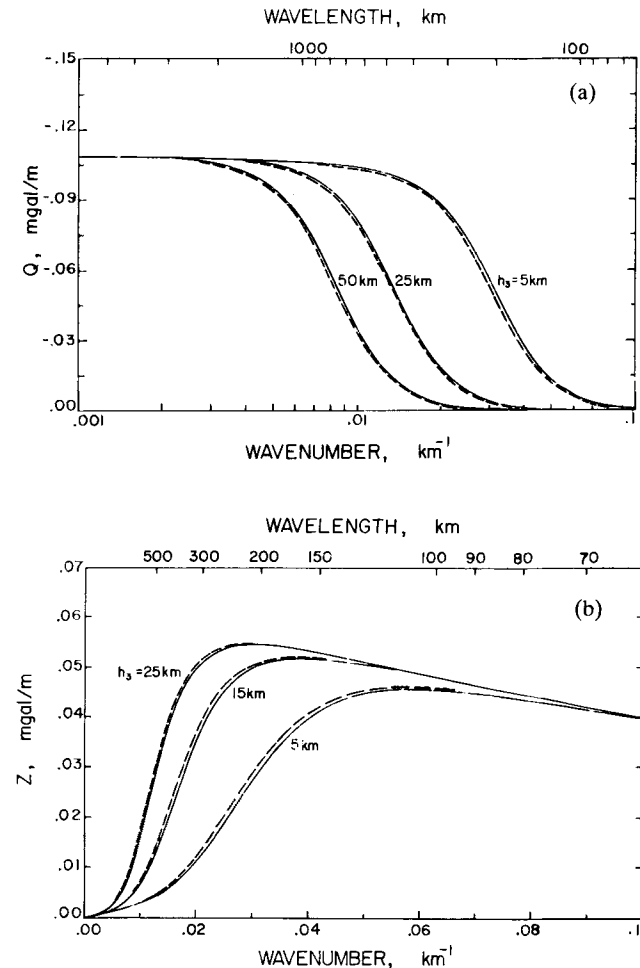 WAVELENGTH, km
1000
100
-.15
(a)
-.12
-.09
Q, mgal/m
-.06
50km
25km
h₃=5km
-.03
.00
.001
.01
.1
WAVENUMBER, km⁻¹
WAVELENGTH, km
500
300
200
150
100
90
80
70
.07
(b)
.06
.05
h₃=25km
15km
.04
Z, mgal/m
5km
.03
.02
.01
.00
.00
.02
.04
.06
.08
.1
WAVENUMBER, km⁻¹